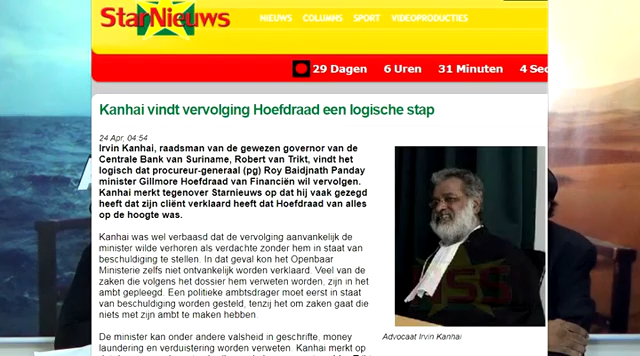 StarNieuws
NIEUWS COLUMNS SPORT VIDEOPRODUCTIES
29 Dagen 6 Uren 31 Minuten 4 Sec
Kanhai vindt vervolging Hoefdraad een logische stap
24 Apr, 04:54
Irvin Kanhai, raadsman van de gewezen governor van de
Centrale Bank van Suriname, Robert van Trikt, vindt het
logisch dat procureur-generaal (pg) Roy Baidjnath Panday
minister Gillmore Hoefdraad van Financiën wil vervolgen.
Kanhai merkt tegenover Starnieuws op dat hij vaak gezegd
heeft dat zijn cliënt verklaard heeft dat Hoefdraad van alles
op de hoogte was.
Kanhai was wel verbaasd dat de vervolging aanvankelijk de
minister wilde verhoren als verdachte zonder hem in staat van
beschuldiging te stellen. In dat geval kon het Openbaar
Ministerie zelfs niet ontvankelijk worden verklaard. Veel van de
zaken die volgens het dossier hem verweten worden, zijn in het
ambt gepleegd. Een politieke ambtsdrager moet eerst in staat
van beschuldiging worden gesteld, tenzij het om zaken gaat die
niets met zijn ambt te maken hebben.
De minister kan onder andere valsheid in geschrifte, money
laundering en verduistering worden verweten. Kanhai merkt op
Advocaat Irvin Kanhai